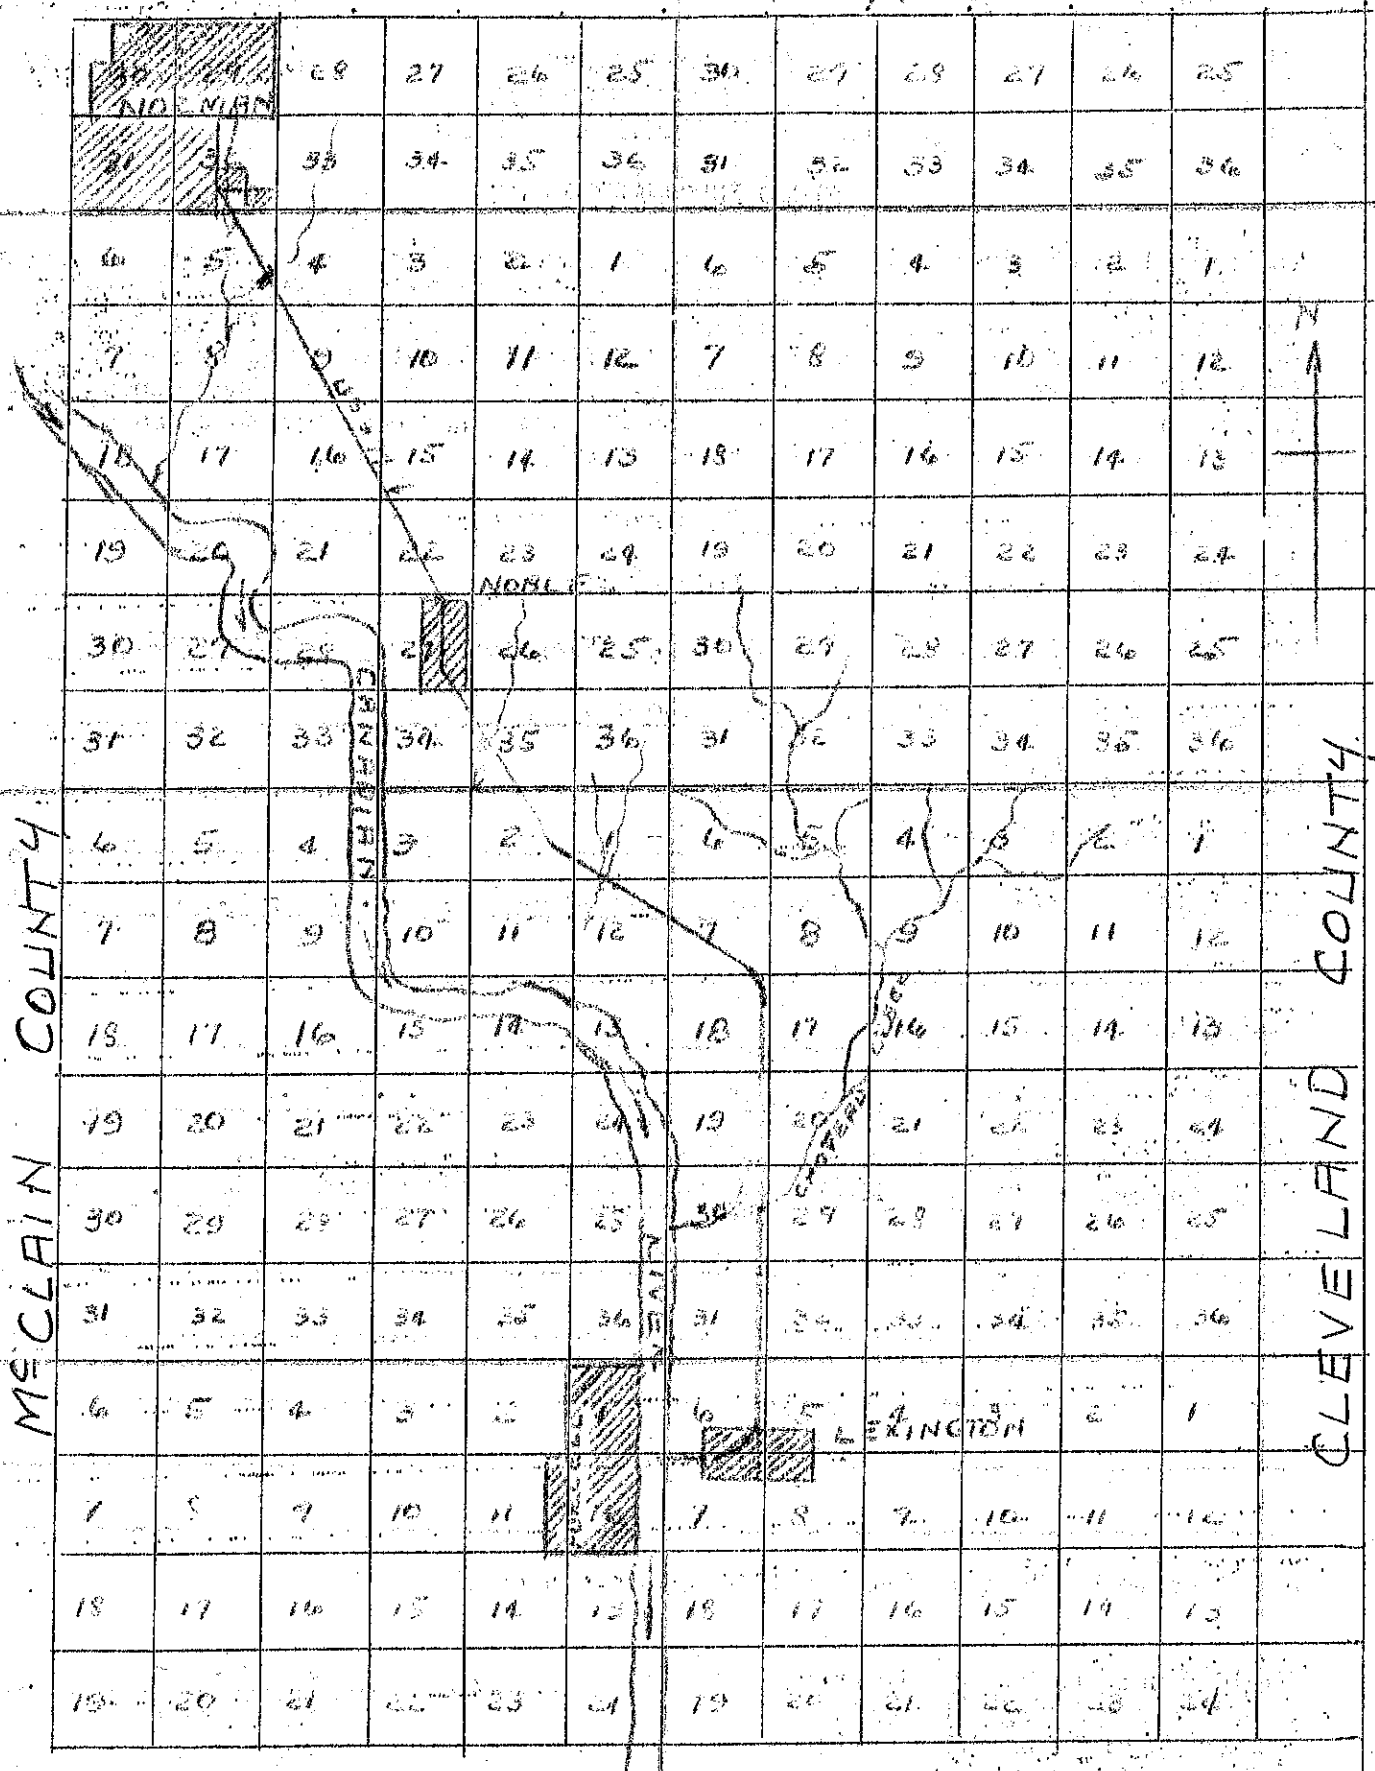 30 29 28 27 26 25 30 29 28 27 26 25
NORMAN
31 32 33 34 35 36 31 32 33 34 35 36
6 5 4 3 2 1 6 5 4 3 2 1
N
7 8 9 10 11 12 7 8 9 10 11 12
18 17 16 15 14 13 18 17 16 15 14 13
19 20 21 22 23 24 19 20 21 22 23 24
NOBLE
30 29 28 27 26 25 30 29 28 27 26 25
CANADIAN
31 32 33 34 35 36 31 32 33 34 35 36
6 5 4 3 2 1 6 5 4 3 2 1
7 8 9 10 11 12 7 8 9 10 11 12
18 17 16 15 14 13 18 17 16 15 14 13
19 20 21 22 23 24 19 20 21 22 23 24
30 29 28 27 26 25 30 29 28 27 26 25
RIVER
31 32 33 34 35 36 31 32 33 34 35 36
6 5 4 3 2 1 6 5 4 3 2 1
LEXINGTON
7 8 9 10 11 12 7 8 9 10 11 12
18 17 16 15 14 13 18 17 16 15 14 13
19 20 21 22 23 24 19 20 21 22 23 24
McCLAIN COUNTY
CLEVELAND COUNTY